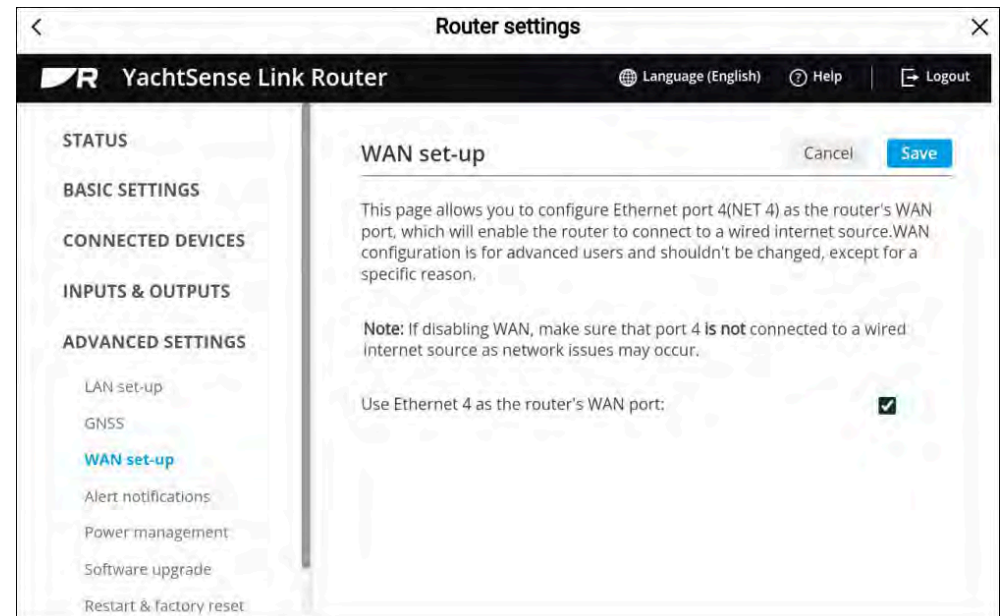 Router settings
YachtSense Link Router
Language (English)
Help
Logout
STATUS
BASIC SETTINGS
CONNECTED DEVICES
INPUTS & OUTPUTS
ADVANCED SETTINGS
LAN set-up
GNSS
WAN set-up
Alert notifications
Power management
Software upgrade
Restart & factory reset
WAN set-up
Cancel
Save
This page allows you to configure Ethernet port 4(NET 4) as the router's WAN
port, which will enable the router to connect to a wired internet source.WAN
configuration is for advanced users and shouldn't be changed, except for a
specific reason.
Note: If disabling WAN, make sure that port 4 is not connected to a wired
internet source as network issues may occur.
Use Ethernet 4 as the router's WAN port: